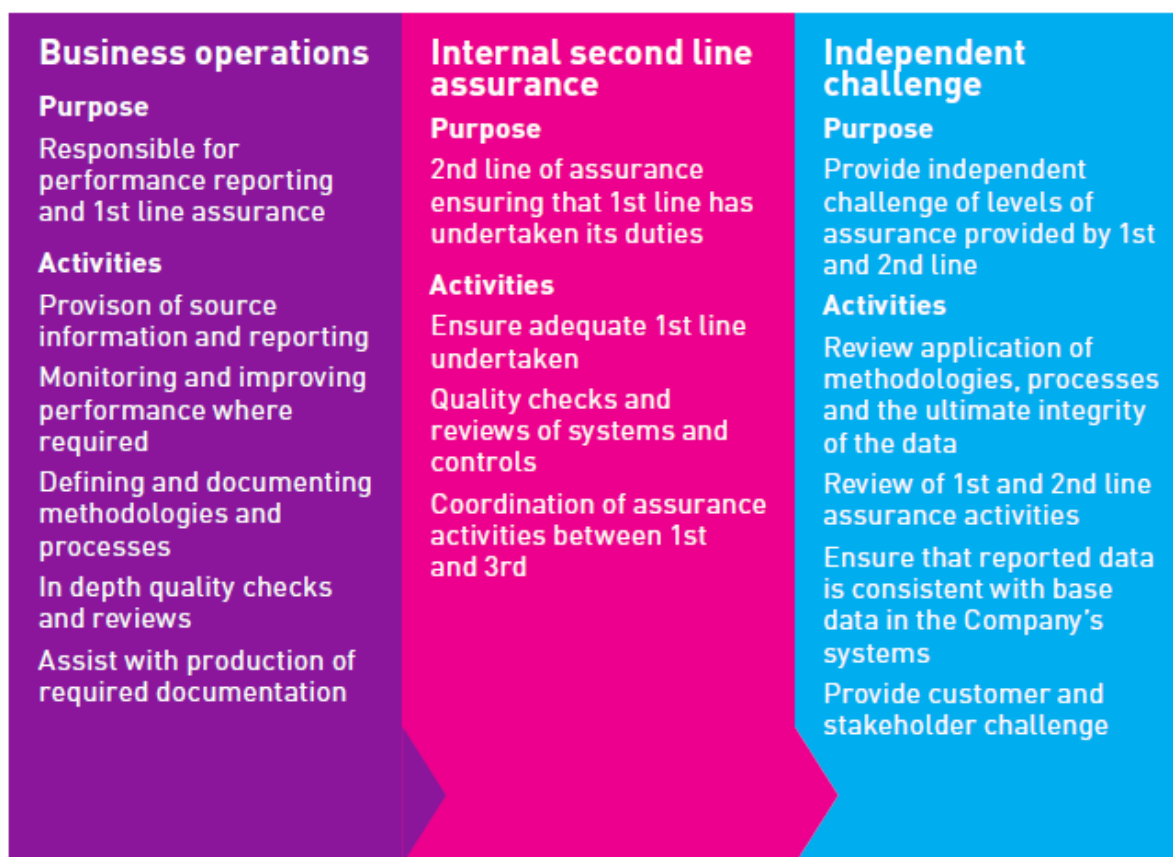 Business operations
Purpose
Responsible for
performance reporting
and 1st line assurance
Activities
Provison of source
information and reporting
Monitoring and improving
performance where
required
Defining and documenting
methodologies and
processes
In depth quality checks
and reviews
Assist with production of
required documentation
Internal second line
assurance
Purpose
2nd line of assurance
ensuring that 1st line has
undertaken its duties
Activities
Ensure adequate 1st line
undertaken
Quality checks and
reviews of systems and
controls
Coordination of assurance
activities between 1st
and 3rd
Independent
challenge
Purpose
Provide independent
challenge of levels of
assurance provided by 1st
and 2nd line
Activities
Review application of
methodologies, processes
and the ultimate integrity
of the data
Review of 1st and 2nd line
assurance activities
Ensure that reported data
is consistent with base
data in the Company's
systems
Provide customer and
stakeholder challenge